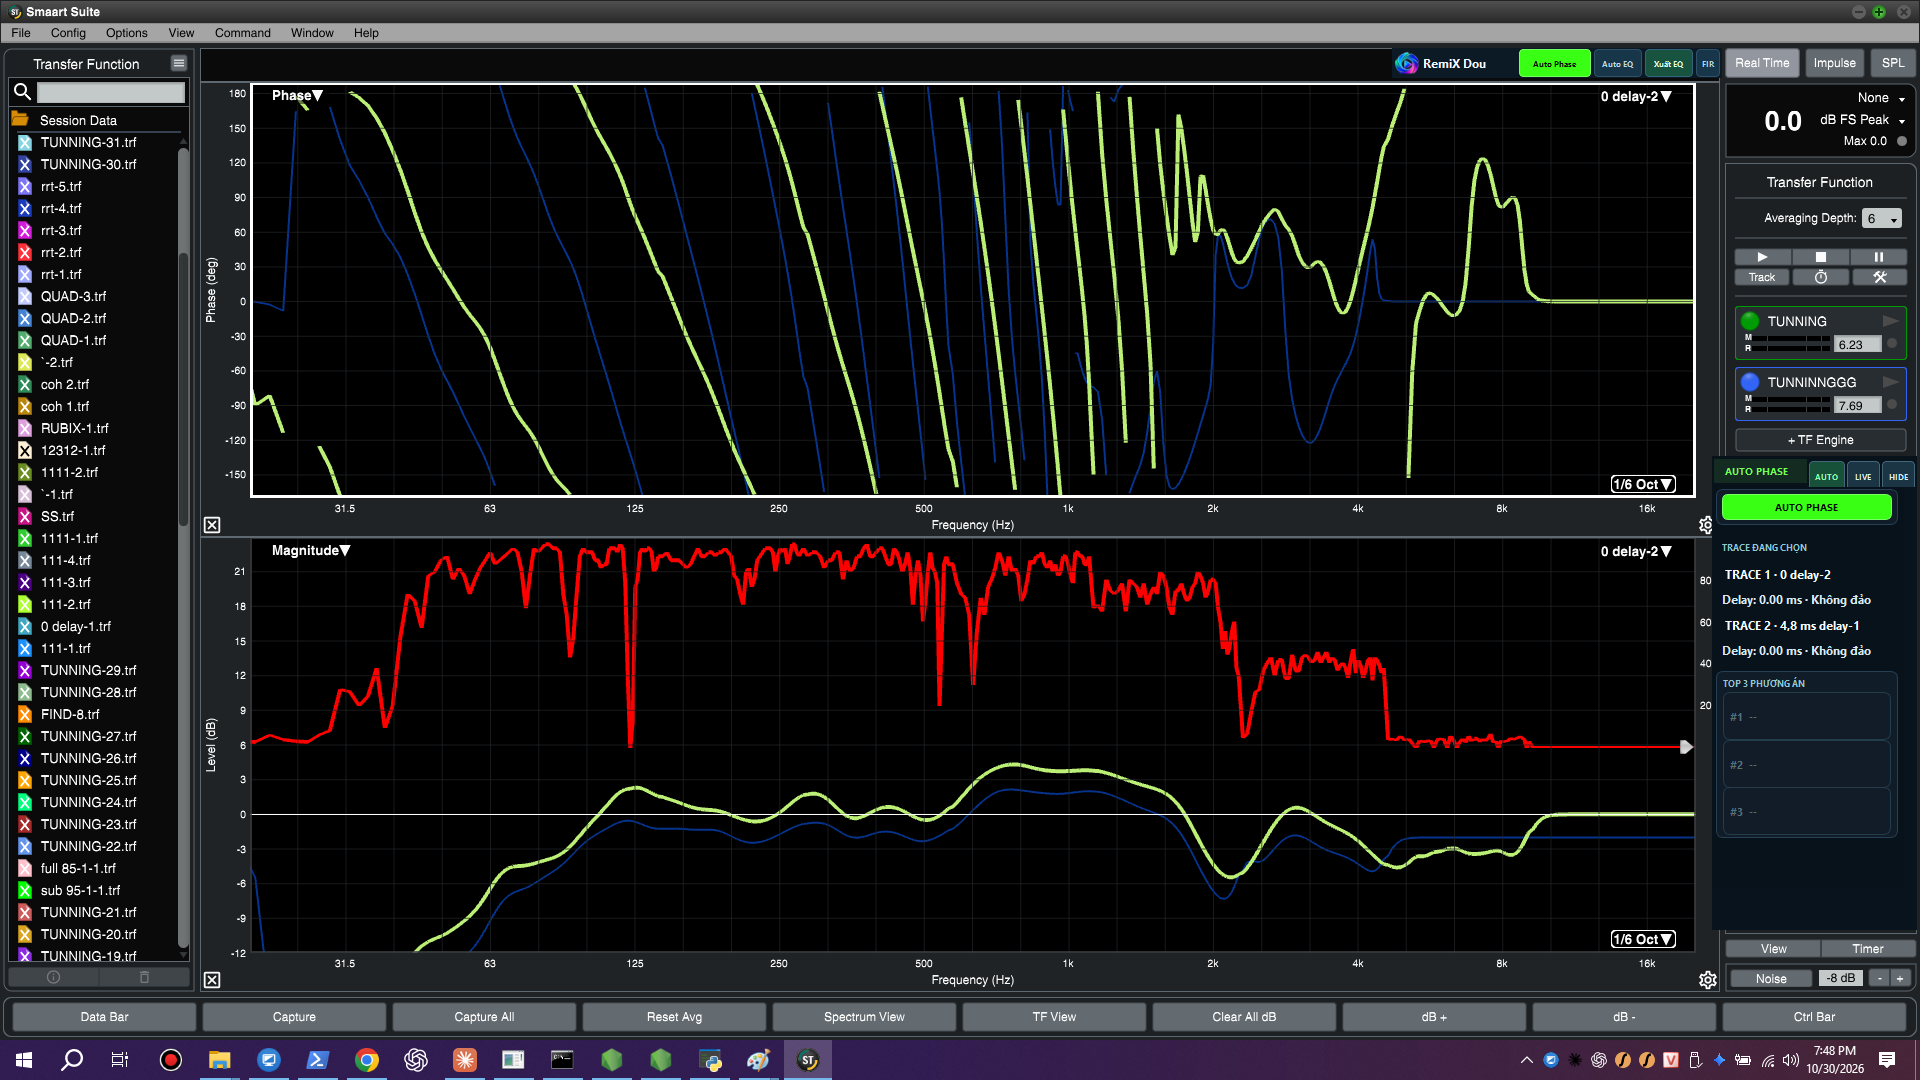 Smaart Suite
File Config Options View Command Window Help
Transfer Function
Session Data
TUNNING-31.trf
TUNNING-30.trf
rrt-5.trf
rrt-4.trf
rrt-3.trf
rrt-2.trf
rrt-1.trf
QUAD-3.trf
QUAD-2.trf
QUAD-1.trf
`-2.trf
coh 2.trf
coh 1.trf
RUBIX-1.trf
12312-1.trf
1111-2.trf
`-1.trf
SS.trf
1111-1.trf
111-4.trf
111-3.trf
111-2.trf
0 delay-1.trf
111-1.trf
TUNNING-29.trf
TUNNING-28.trf
FIND-8.trf
TUNNING-27.trf
TUNNING-26.trf
TUNNING-25.trf
TUNNING-24.trf
TUNNING-23.trf
TUNNING-22.trf
full 85-1-1.trf
sub 95-1-1.trf
TUNNING-21.trf
TUNNING-20.trf
TUNNING-19.trf
RemiX Dou Auto Phase Auto EQ Xuất EQ FIR
Phase▼ 0 delay-2▼
180
150
120
90
60
30
0
-30
-60
-90
-120
-150
Phase (deg)
1/6 Oct▼
31.5 63 125 250 500 1k 2k 4k 8k 16k
Frequency (Hz)
Magnitude▼ 0 delay-2▼
21
18
15
12
9
6
3
0
-3
-6
-9
-12
Level (dB)
80
60
40
20
1/6 Oct▼
31.5 63 125 250 500 1k 2k 4k 8k 16k
Frequency (Hz)
Real Time Impulse SPL
None
0.0 dB FS Peak
Max 0.0
Transfer Function
Averaging Depth: 6
Track
TUNNING
M
R 6.23
TUNNINNGGG
M
R 7.69
+ TF Engine
AUTO PHASE AUTO LIVE HIDE
AUTO PHASE
TRACE ĐANG CHỌN
TRACE 1 · 0 delay-2
Delay: 0.00 ms · Không đảo
TRACE 2 · 4,8 ms delay-1
Delay: 0.00 ms · Không đảo
TOP 3 PHƯƠNG ÁN
#1 --
#2 --
#3 --
View Timer
Noise -8 dB - +
Data Bar Capture Capture All Reset Avg Spectrum View TF View Clear All dB dB + dB - Ctrl Bar
ST
7:48 PM
10/30/2026